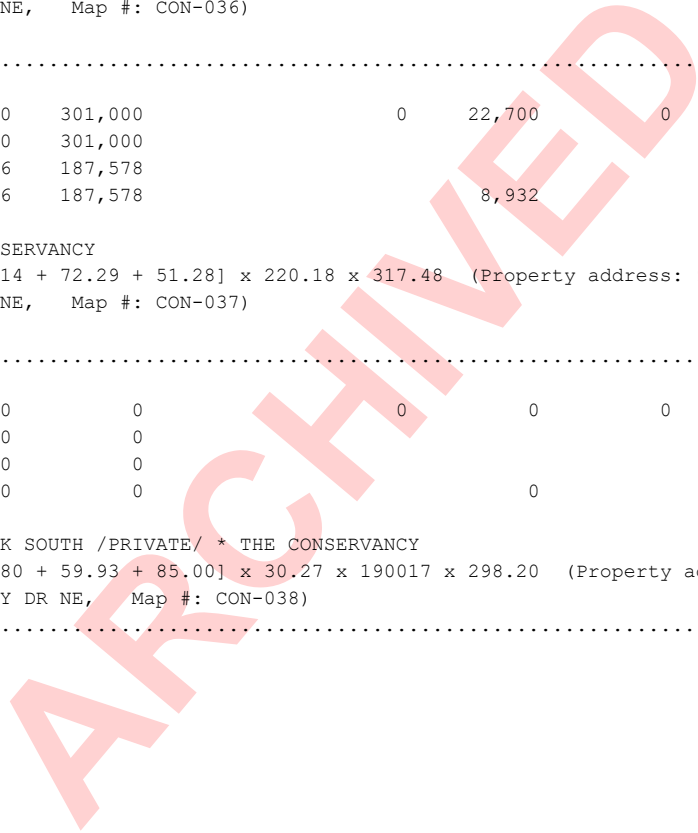 NE, Map #: CON-036)
..........................................................
0 301,000 0 22,700 0
0 301,000
6 187,578
6 187,578 8,932
SERVANCY
14 + 72.29 + 51.28] x 220.18 x 317.48 (Property address:
NE, Map #: CON-037)
..........................................................
0 0 0 0 0
0 0
0 0
0 0 0
K SOUTH /PRIVATE/ * THE CONSERVANCY
80 + 59.93 + 85.00] x 30.27 x 190017 x 298.20 (Property a
Y DR NE, Map #: CON-038)
..........................................................
ARCHIVED